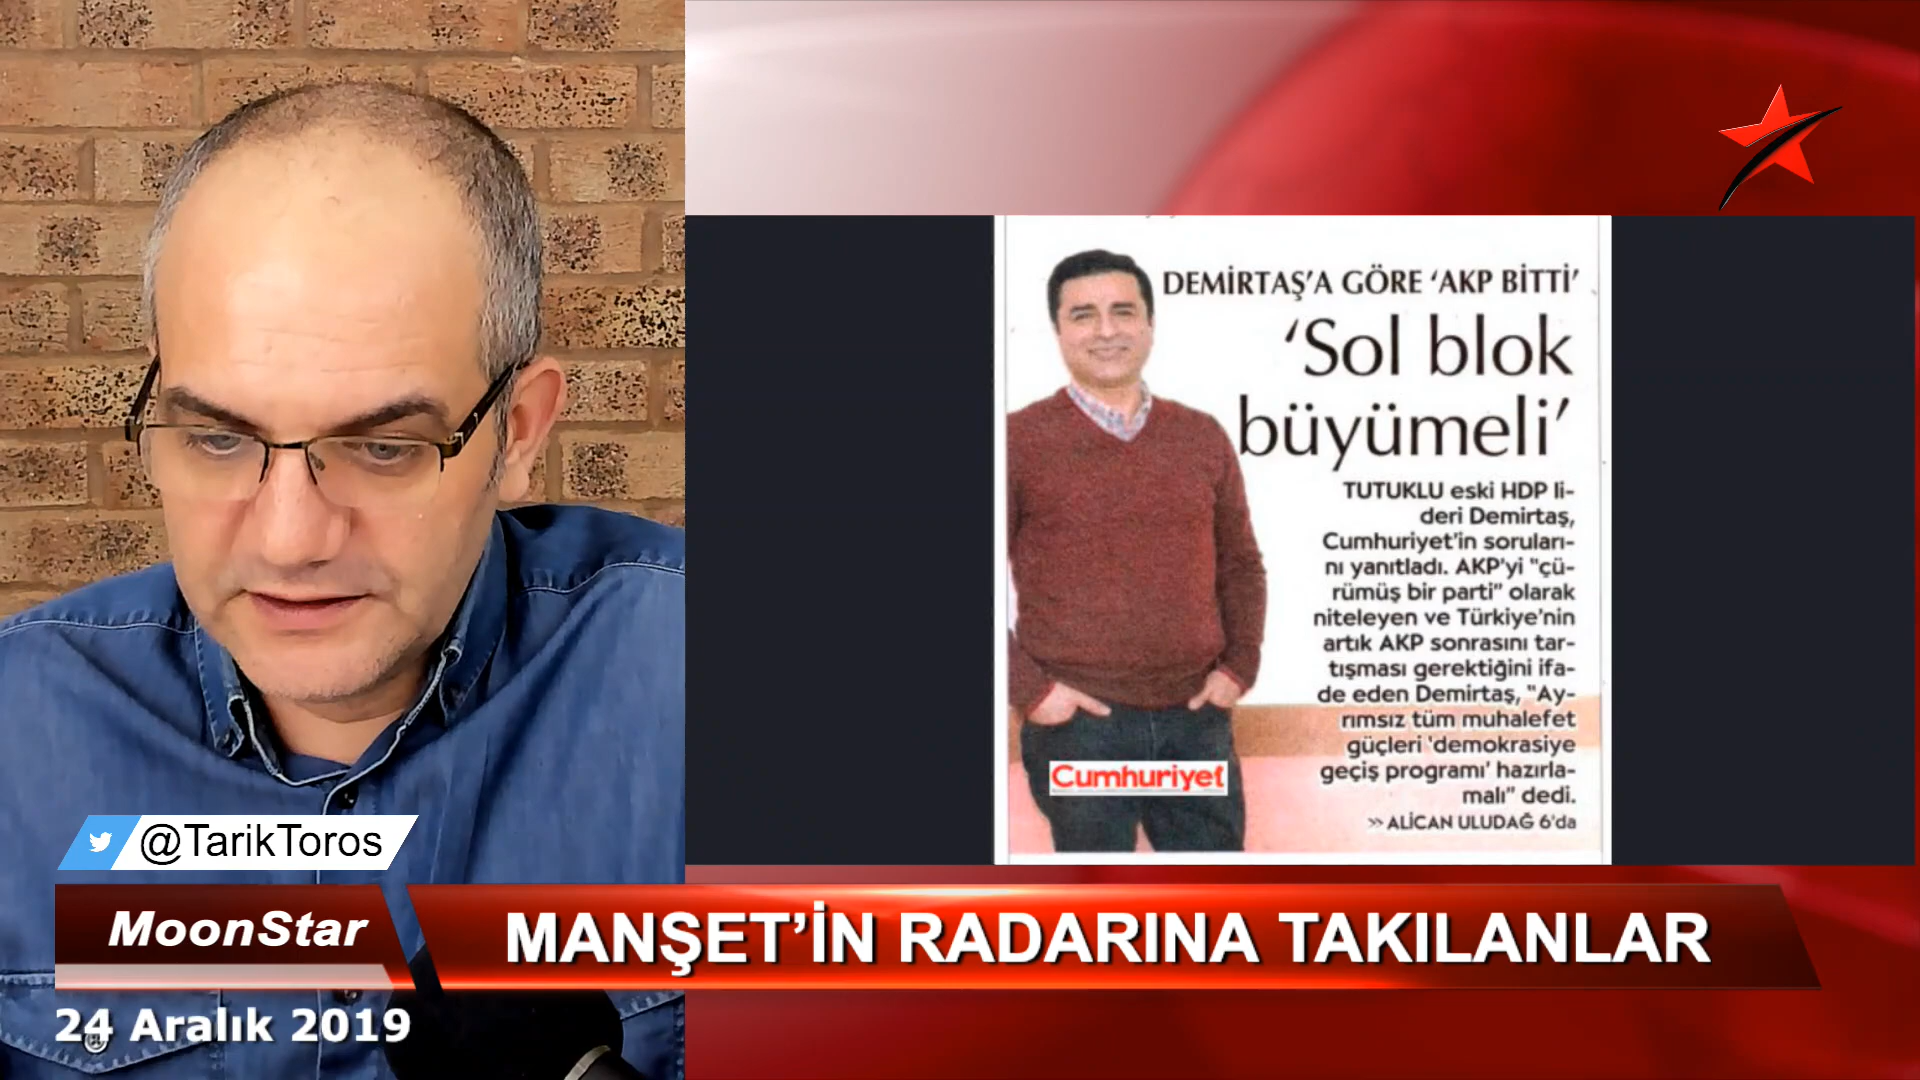 DEMİRTAŞ'A GÖRE 'AKP BİTTİ'
'Sol blok
büyümeli'
TUTUKLU eski HDP li-
deri Demirtaş,
Cumhuriyet'in soruları-
nı yanıtladı. AKP'yi "çü-
rümüş bir parti" olarak
niteleyen ve Türkiye'nin
artık AKP sonrasını tar-
tışması gerektiğini ifa-
de eden Demirtaş, "Ay-
rımsız tüm muhalefet
güçleri 'demokrasiye
geçiş programı' hazırla-
malı" dedi.
>> ALİCAN ULUDAĞ 6'da
Cumhuriyet
@TarikToros
MoonStar
MANŞET'İN RADARINA TAKILANLAR
24 Aralık 2019